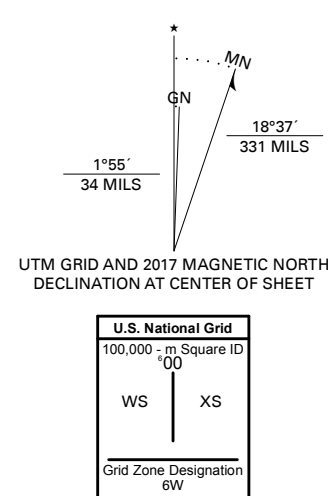 ★
MN
GN
18°37´
331 MILS
1°55´
34 MILS
UTM GRID AND 2017 MAGNETIC NORTH
DECLINATION AT CENTER OF SHEET
U.S. National Grid
100,000 - m Square ID
⁶00
WS XS
Grid Zone Designation
6W